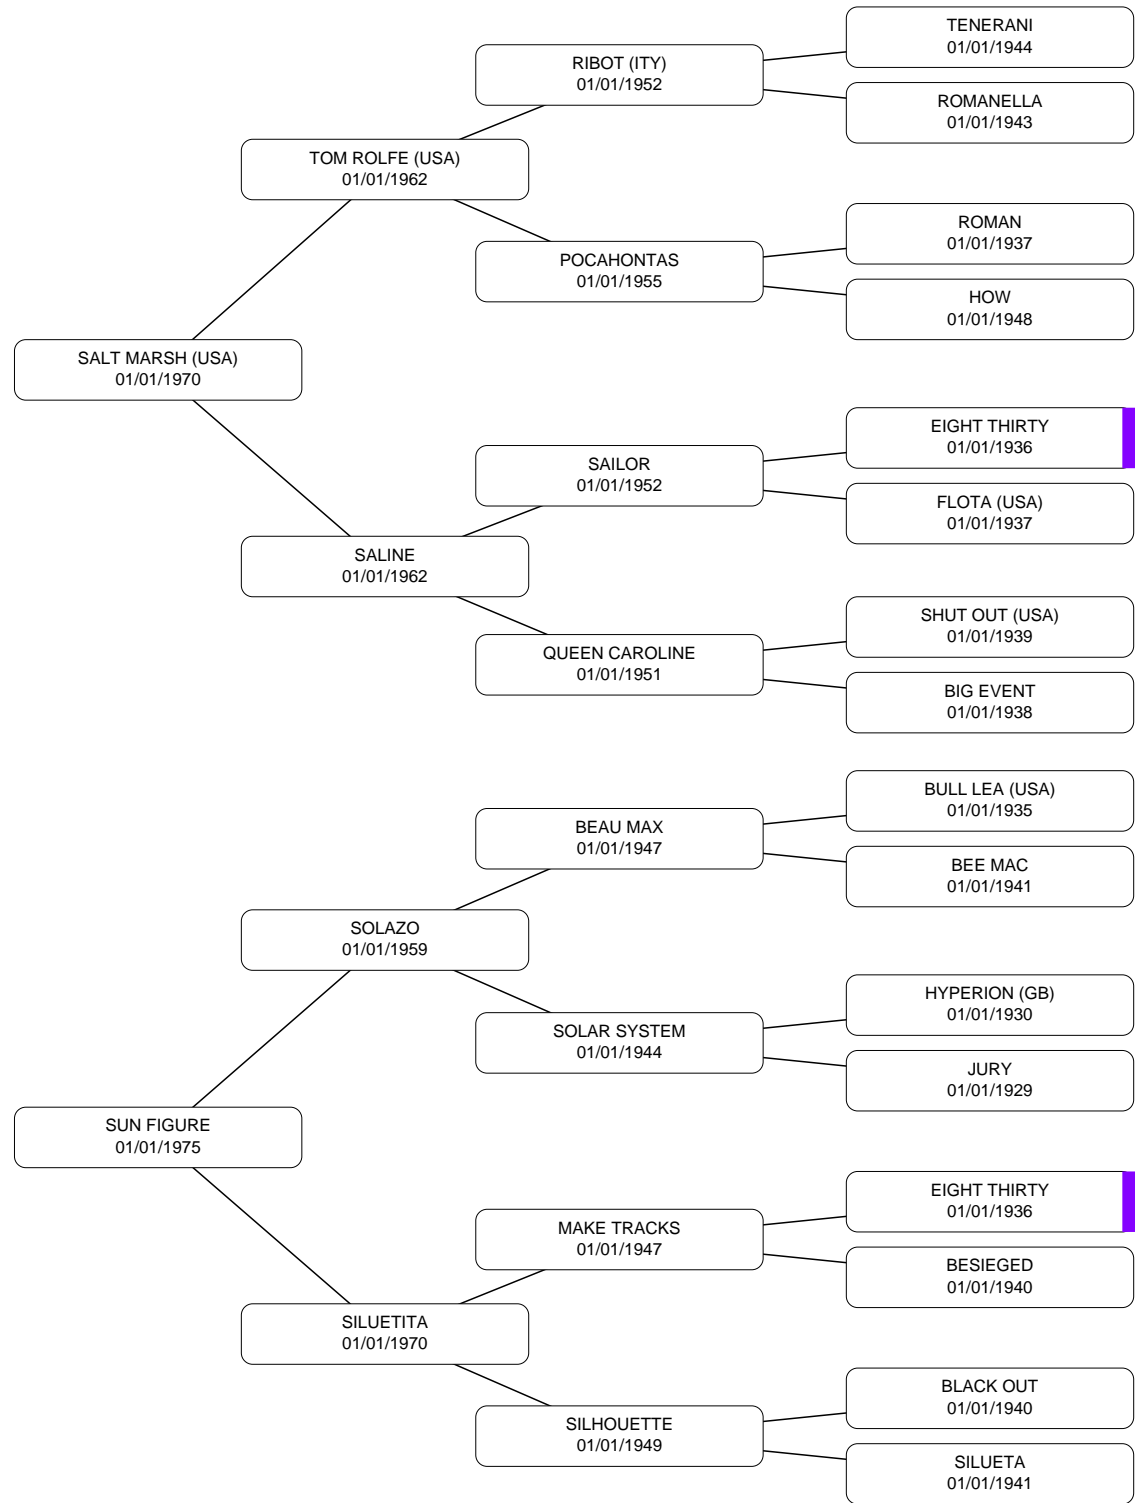 TENERANI
01/01/1944
RIBOT (ITY)
01/01/1952
ROMANELLA
01/01/1943
TOM ROLFE (USA)
01/01/1962
ROMAN
01/01/1937
POCAHONTAS
01/01/1955
HOW
01/01/1948
SALT MARSH (USA)
01/01/1970
EIGHT THIRTY
01/01/1936
SAILOR
01/01/1952
FLOTA (USA)
01/01/1937
SALINE
01/01/1962
SHUT OUT (USA)
01/01/1939
QUEEN CAROLINE
01/01/1951
BIG EVENT
01/01/1938
BULL LEA (USA)
01/01/1935
BEAU MAX
01/01/1947
BEE MAC
01/01/1941
SOLAZO
01/01/1959
HYPERION (GB)
01/01/1930
SOLAR SYSTEM
01/01/1944
JURY
01/01/1929
SUN FIGURE
01/01/1975
EIGHT THIRTY
01/01/1936
MAKE TRACKS
01/01/1947
BESIEGED
01/01/1940
SILUETITA
01/01/1970
BLACK OUT
01/01/1940
SILHOUETTE
01/01/1949
SILUETA
01/01/1941